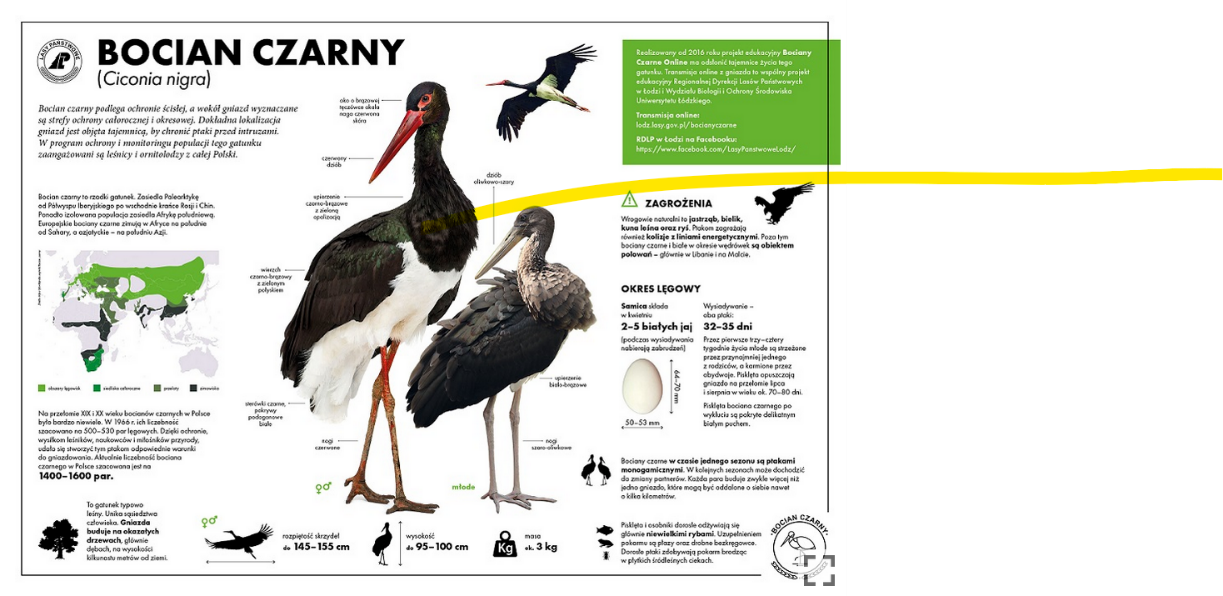 LASY PAŃSTWOWE
BOCIAN CZARNY
(Ciconia nigra)
Bocian czarny podlega ochronie ścisłej, a wokół gniazd wyznaczane
są strefy ochrony całorocznej i okresowej. Dokładna lokalizacja
gniazd jest objęta tajemnicą, by chronić ptaki przed intruzami.
W program ochrony i monitoringu populacji tego gatunku
zaangażowani są leśnicy i ornitolodzy z całej Polski.
Bocian czarny to rzadki gatunek. Zasiedla Palearktykę
od Półwyspu Iberyjskiego po wschodnie krańce Rosji i Chin.
Ponadto izolowana populacja zasiedla Afrykę południową.
Europejskie bociany czarne zimują w Afryce na południe
od Sahary, a azjatyckie – na południu Azji.
obszary lęgowisk
siedliska całoroczne
przeloty
zimowiska
Na przełomie XIX i XX wieku bocianów czarnych w Polsce
było bardzo niewiele. W 1966 r. ich liczebność
szacowano na 500–530 par lęgowych. Dzięki ochronie,
wysiłkom leśników, naukowców i miłośników przyrody,
udało się stworzyć tym ptakom odpowiednie warunki
do gniazdowania. Aktualnie liczebność bociana
czarnego w Polsce szacowana jest na
1400–1600 par.
To gatunek typowo
leśny. Unika sąsiedztwa
człowieka. Gniazda
buduje na okazałych
drzewach, głównie
dębach, na wysokości
kilkunastu metrów od ziemi.
oko o brązowej
tęczówce okala
naga czerwona
skóra
czerwony
dziób
upierzenie
czarno-brązowe
z zieloną
opalizacją
wierzch
czarno-brązowy
z zielonym
połyskiem
sterówki czarne,
pokrywy
podogonowe
białe
nogi
czerwone
dziób
oliwkowo-szary
upierzenie
biało-brązowe
nogi
szaro-oliwkowe
młode
rozpiętość skrzydeł
do 145–155 cm
wysokość
do 95–100 cm
Kg
masa
ok. 3 kg
Realizowany od 2016 roku projekt edukacyjny Bociany
Czarne Online ma odsłonić tajemnice życia tego
gatunku. Transmisja online z gniazda to wspólny projekt
edukacyjny Regionalnej Dyrekcji Lasów Państwowych
w Łodzi i Wydziału Biologii i Ochrony Środowiska
Uniwersytetu Łódzkiego.
Transmisja online:
lodz.lasy.gov.pl/bocianyczarne
RDLP w Łodzi na Facebooku:
https://www.facebook.com/LasyPanstwoweLodz/
ZAGROŻENIA
Wrogowie naturalni to jastrząb, bielik,
kuna leśna oraz ryś. Ptakom zagrażają
również kolizje z liniami energetycznymi. Poza tym
bociany czarne i białe w okresie wędrówek są obiektem
polowań – głównie w Libanie i na Malcie.
OKRES LĘGOWY
Samica składa
w kwietniu
2–5 białych jaj
(podczas wysiadywania
nabierają zabrudzeń)
64–70 mm
50–53 mm
Wysiadywanie –
oba ptaki:
32–35 dni
Przez pierwsze trzy–cztery
tygodnie życia młode są strzeżone
przez przynajmniej jednego
z rodziców, a karmione przez
obydwoje. Pisklęta opuszczają
gniazdo na przełomie lipca
i sierpnia w wieku ok. 70–80 dni.
Pisklęta bociana czarnego po
wykluciu są pokryte delikatnym
białym puchem.
Bociany czarne w czasie jednego sezonu są ptakami
monogamicznymi. W kolejnych sezonach może dochodzić
do zmiany partnerów. Każda para buduje zwykle więcej niż
jedno gniazdo, które mogą być oddalone o siebie nawet
o kilka kilometrów.
Pisklęta i osobniki dorosłe odżywiają się
głównie niewielkimi rybami. Uzupełnieniem
pokarmu są płazy oraz drobne bezkręgowce.
Dorosłe ptaki zdobywają pokarm brodząc
w płytkich śródleśnych ciekach.
BOCIAN CZARNY